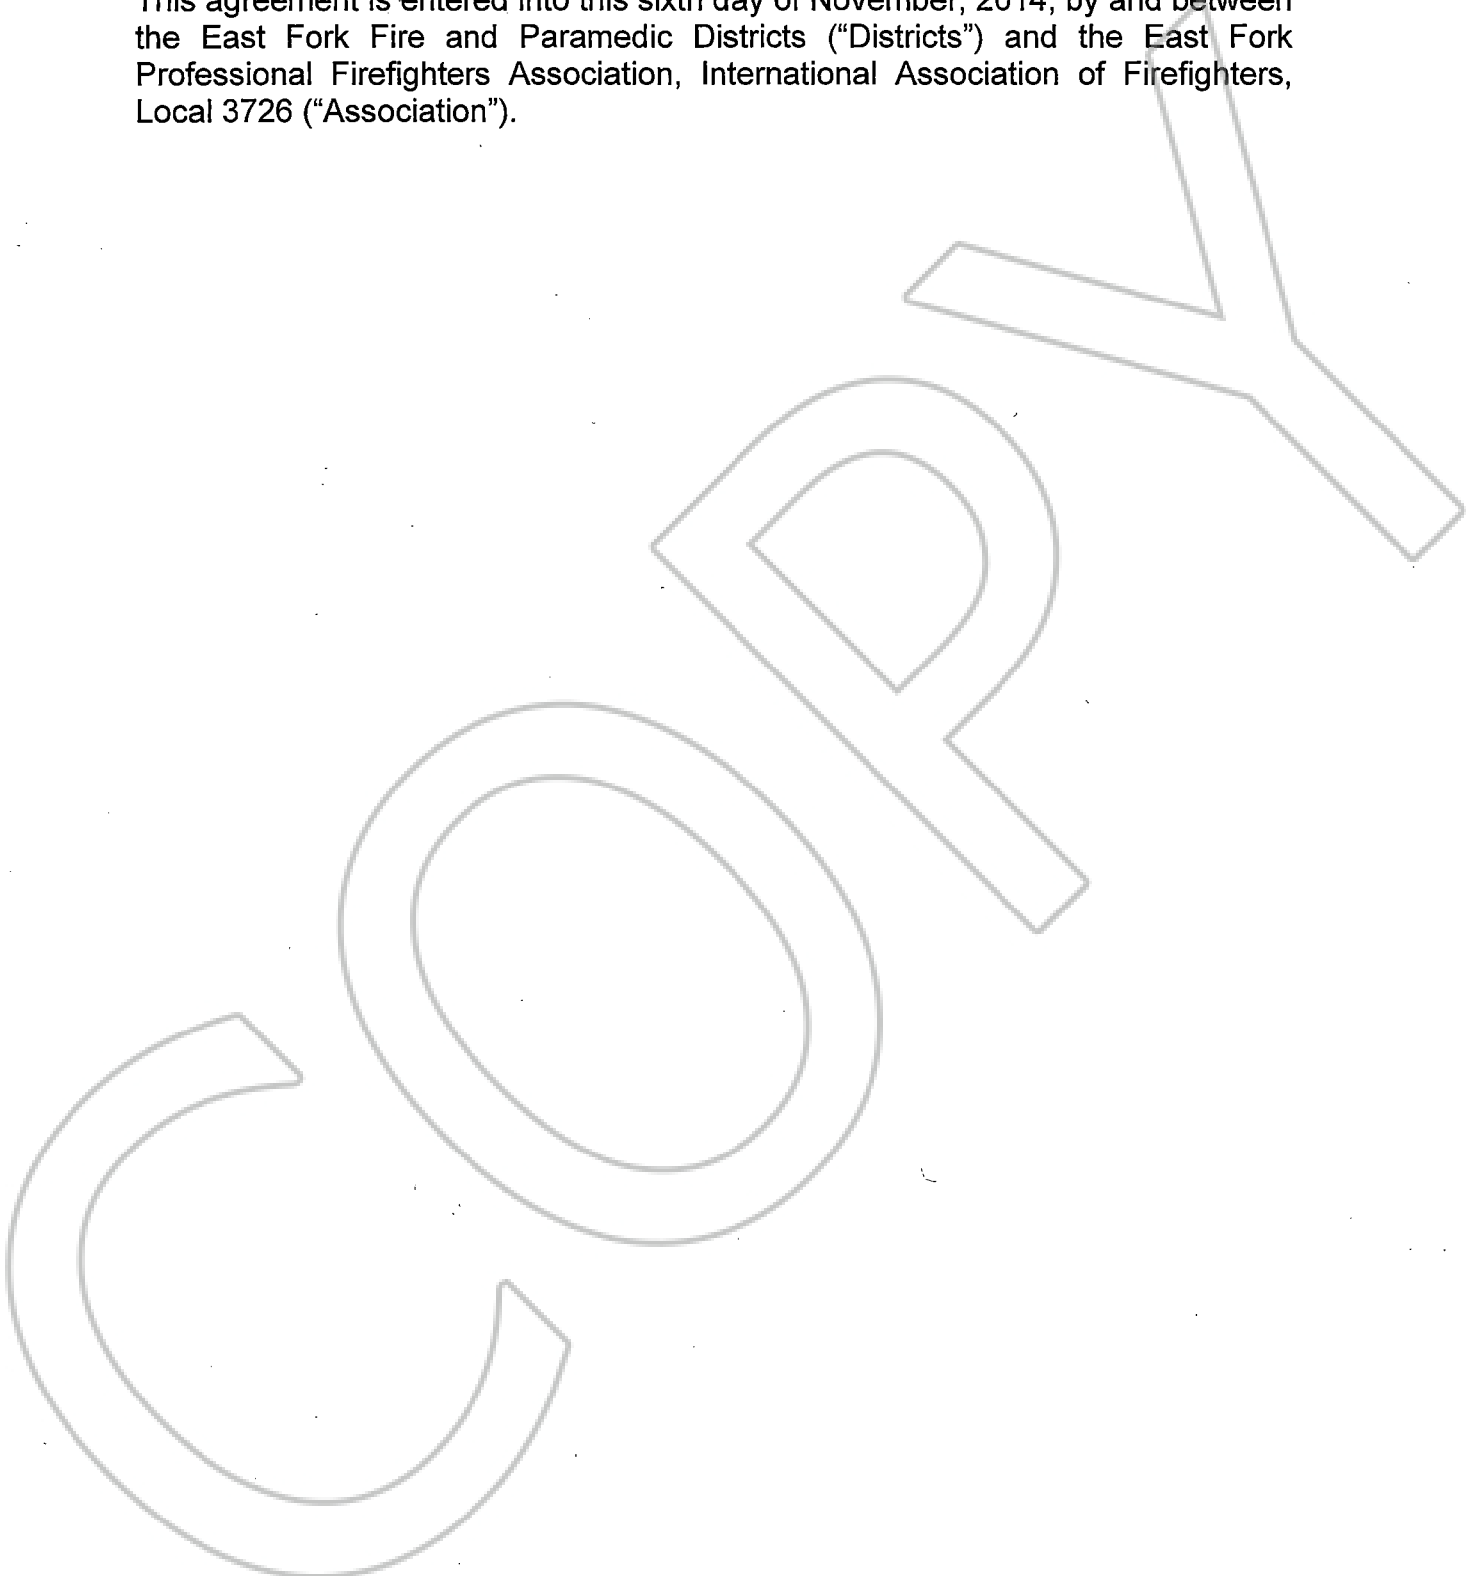 This agreement is entered into this sixth day of November, 2014, by and between
the East Fork Fire and Paramedic Districts (“Districts”) and the East Fork
Professional Firefighters Association, International Association of Firefighters,
Local 3726 (“Association”).
COPY